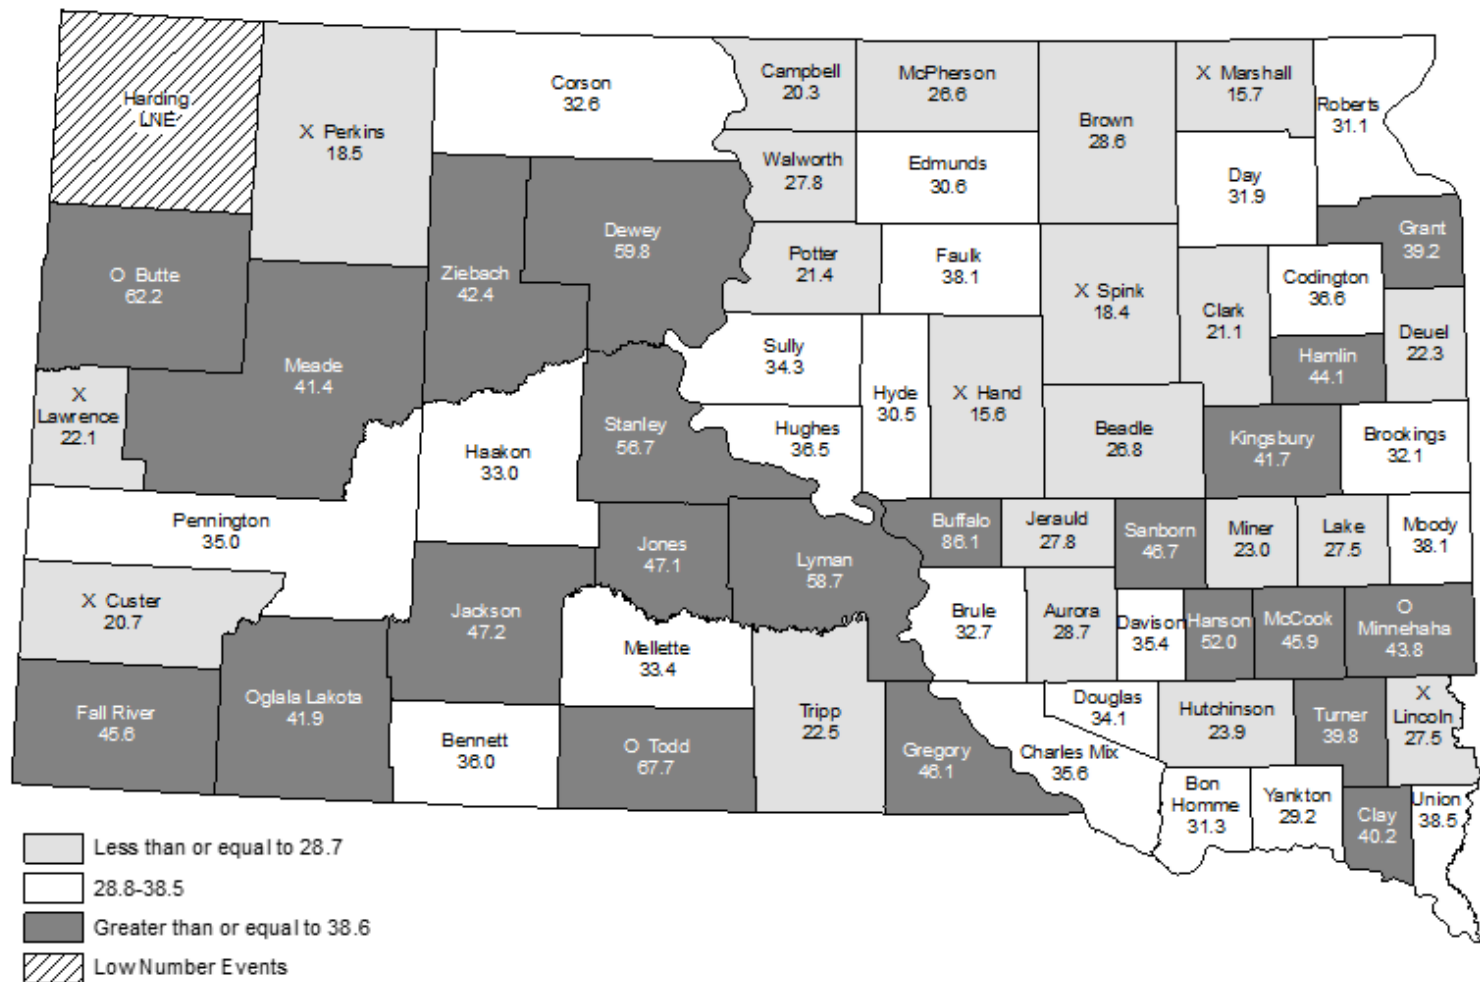 Harding
LNE
X Perkins
18.5
Corson
32.6
Campbell
20.3
McPherson
26.6
Brown
28.6
X Marshall
15.7
Roberts
31.1
Walworth
27.8
Edmunds
30.6
Day
31.9
O Butte
62.2
Ziebach
42.4
Dewey
59.8
Potter
21.4
Faulk
38.1
X Spink
18.4
Clark
21.1
Codington
36.6
Grant
39.2
Deuel
22.3
Hamlin
44.1
Meade
41.4
Sully
34.3
Hyde
30.5
X Hand
15.6
X
Lawrence
22.1
Haakon
33.0
Stanley
56.7
Hughes
36.5
Beadle
26.8
Kingsbury
41.7
Brookings
32.1
Pennington
35.0
Jones
47.1
Lyman
58.7
Buffalo
86.1
Jerauld
27.8
Sanborn
46.7
Miner
23.0
Lake
27.5
Moody
38.1
X Custer
20.7
Jackson
47.2
Mellette
33.4
Brule
32.7
Aurora
28.7
Davison
35.4
Hanson
52.0
McCook
45.9
O
Minnehaha
43.8
Fall River
45.6
Oglala Lakota
41.9
Bennett
36.0
O Todd
67.7
Tripp
22.5
Gregory
46.1
Charles Mix
35.6
Douglas
34.1
Hutchinson
23.9
Turner
39.8
X
Lincoln
27.5
Bon
Homme
31.3
Yankton
29.2
Clay
40.2
Union
38.5
Less than or equal to 28.7
28.8-38.5
Greater than or equal to 38.6
Low Number Events